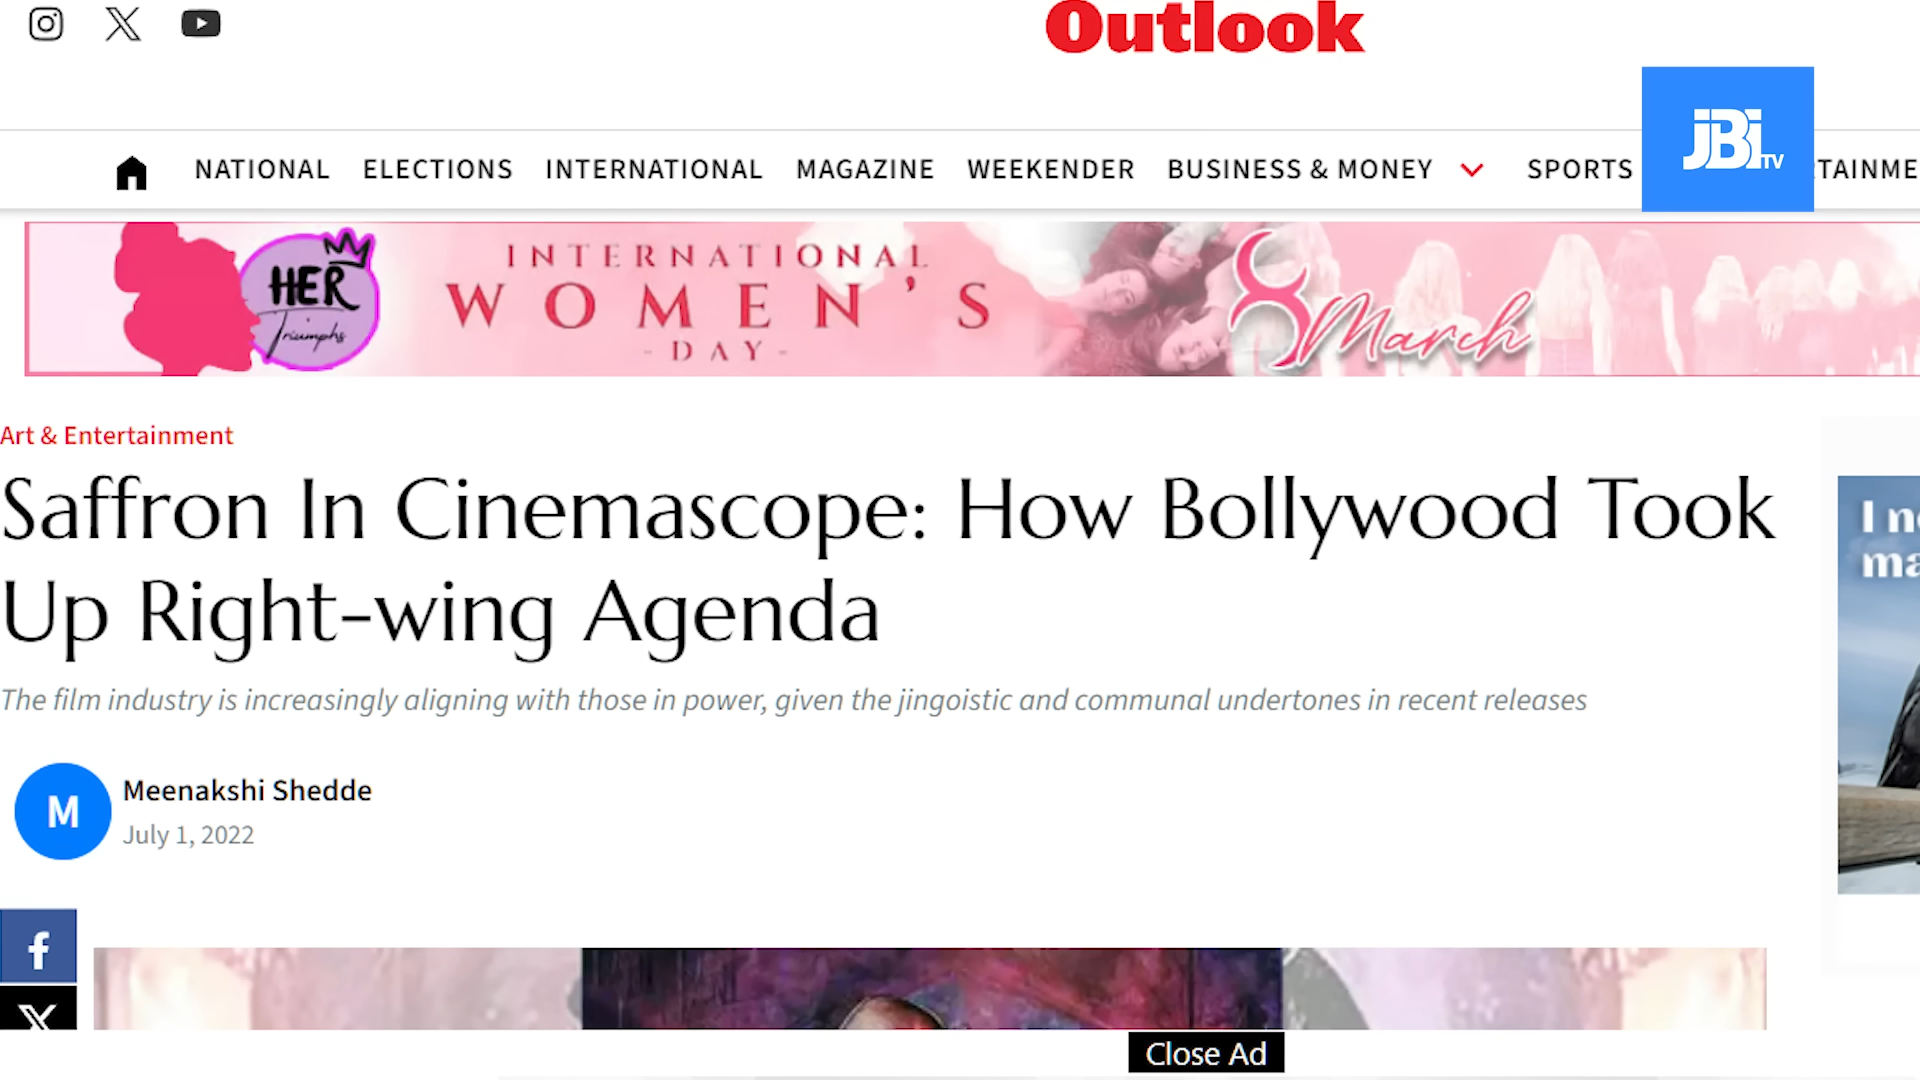 Outlook
JBi TV
NATIONAL ELECTIONS INTERNATIONAL MAGAZINE WEEKENDER BUSINESS & MONEY SPORTS TAINME
HER
Triumphs
INTERNATIONAL
WOMEN'S
-DAY-
8 March
Art & Entertainment
Saffron In Cinemascope: How Bollywood Took
Up Right-wing Agenda
The film industry is increasingly aligning with those in power, given the jingoistic and communal undertones in recent releases
M
Meenakshi Shedde
July 1, 2022
I n
ma
Close Ad